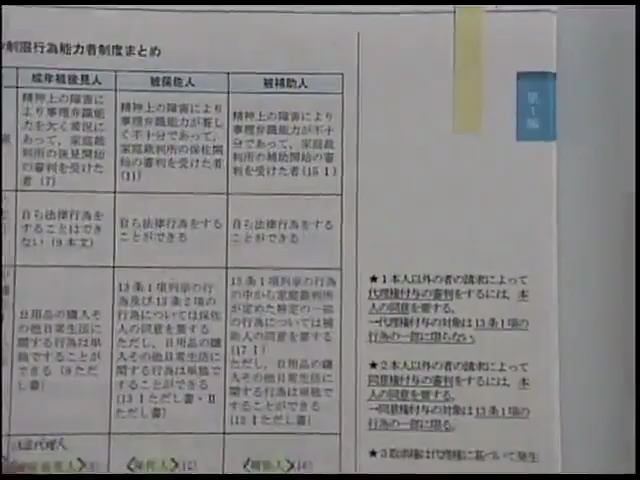 制限行為能力者制度まとめ
成年被後見人
精神上の障害に
より事理弁識能
力を欠く常況に
あって、家庭裁
判所の後見開始
の審判を受けた
者(7)
自ら法律行為を
することはでき
ない(9本文)
日用品の購入そ
の他日常生活に
関する行為は単
独ですることが
できる(9ただし
書)
被保佐人
精神上の障害により
事理弁識能力が著し
く不十分であって、
家庭裁判所の保佐開
始の審判を受けた者
(11)
自ら法律行為をする
ことができる
13条1項列挙の行
為及び13条2項の
行為については保佐
人の同意を要する
ただし、日用品の購
入その他日常生活に
関する行為は単独で
することができる
(13Ⅰただし書・Ⅱ
ただし書)
<保佐人>(12)
被補助人
精神上の障害により
事理弁識能力が不十
分であって、家庭裁
判所の補助開始の審
判を受けた者(15Ⅰ)
自ら法律行為をする
ことができる
13条1項列挙の行為
の中から家庭裁判所
が定めた特定の一部
の行為については補
助人の同意を要する
(17Ⅰ)
ただし、日用品の購
入その他日常生活に
関する行為は単独で
することができる
(13Ⅰただし書)
第1編
★1本人以外の者の請求によって
代理権付与の審判をするには、本
人の同意を要する。
→代理権付与の対象は13条1項の
行為の一部に限らない。
★2本人以外の者の請求によって
同意権付与の審判をするには、本
人の同意を要する。
→同意権付与の対象は13条1項の
行為の一部に限る。
★3取消権は代理権に基づいて発生